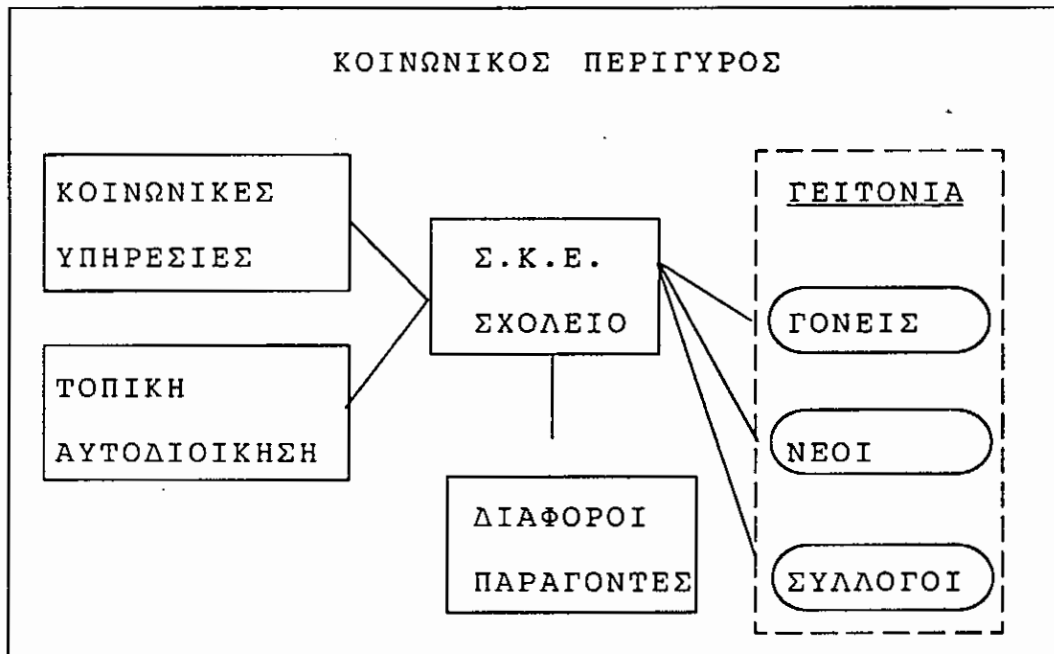 ΚΟΙΝΩΝΙΚΟΣ ΠΕΡΙΓΥΡΟΣ
ΚΟΙΝΩΝΙΚΕΣ
ΥΠΗΡΕΣΙΕΣ
ΤΟΠΙΚΗ
ΑΥΤΟΔΙΟΙΚΗΣΗ
Σ.Κ.Ε.
ΣΧΟΛΕΙΟ
ΔΙΑΦΟΡΟΙ
ΠΑΡΑΓΟΝΤΕΣ
ΓΕΙΤΟΝΙΑ
ΓΟΝΕΙΣ
ΝΕΟΙ
ΣΥΛΛΟΓΟΙ